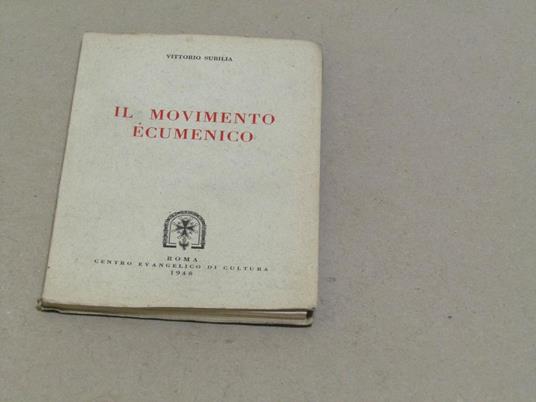 VITTORIO SUBILIA
IL MOVIMENTO
ECUMENICO
ROMA
CENTRO EVANGELICO DI CULTURA
1948